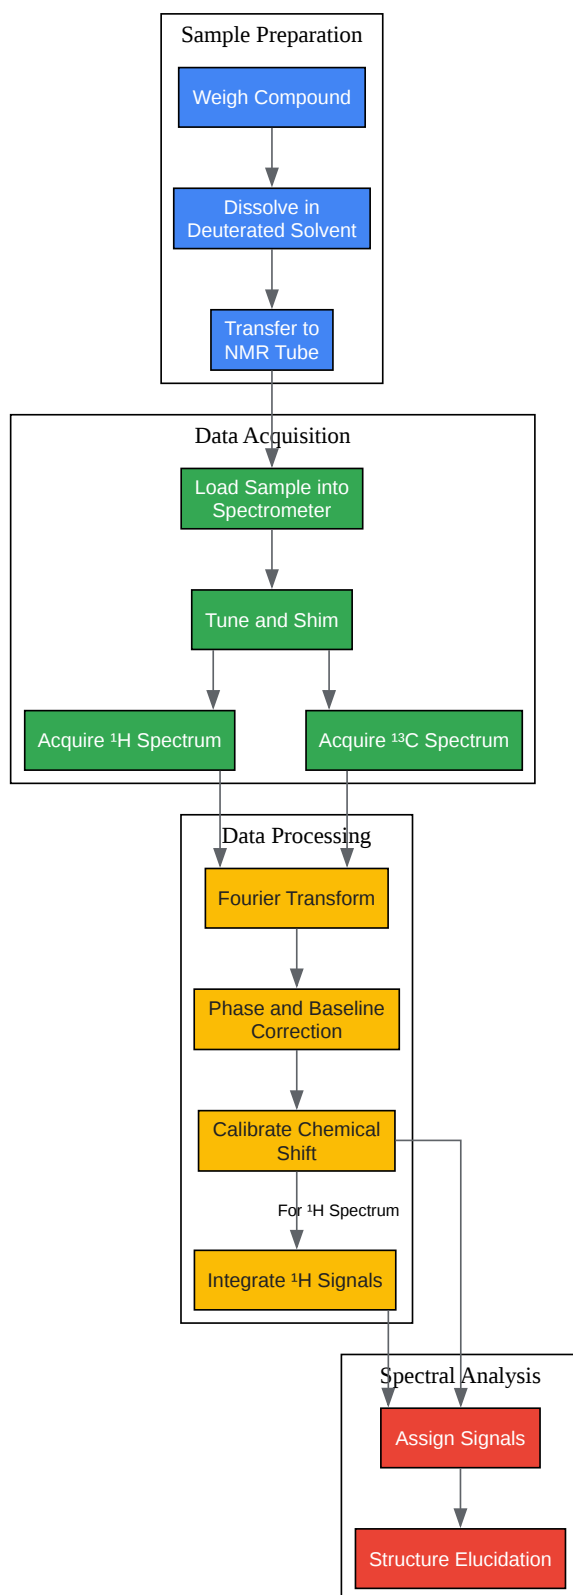 Sample Preparation
Weigh Compound
Dissolve in
Deuterated Solvent
Transfer to
NMR Tube
Data Acquisition
Load Sample into
Spectrometer
Tune and Shim
Acquire ¹H Spectrum
Acquire ¹³C Spectrum
Data Processing
Fourier Transform
Phase and Baseline
Correction
Calibrate Chemical
Shift
For ¹H Spectrum
Integrate ¹H Signals
Spectral Analysis
Assign Signals
Structure Elucidation